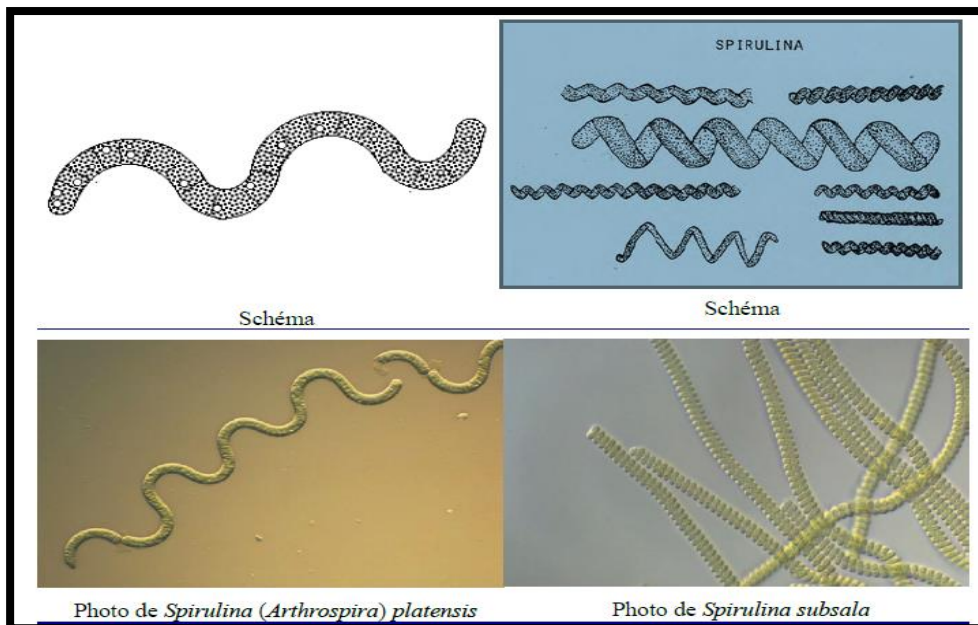 SPIRULINA
Schéma
Schéma
Photo de Spirulina (Arthrospira) platensis
Photo de Spirulina subsala